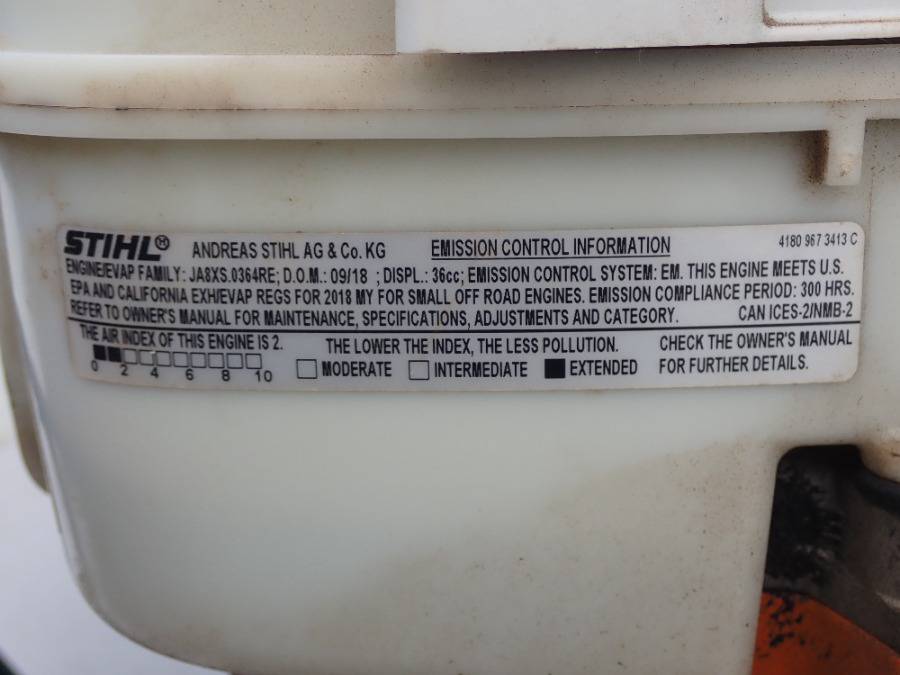 STIHL® ANDREAS STIHL AG & Co. KG EMISSION CONTROL INFORMATION 4180 967 3413 C
ENGINE/EVAP FAMILY: JA8XS.0364RE; D.O.M.: 09/18 ; DISPL.: 36cc; EMISSION CONTROL SYSTEM: EM. THIS ENGINE MEETS U.S.
EPA AND CALIFORNIA EXH/EVAP REGS FOR 2018 MY FOR SMALL OFF ROAD ENGINES. EMISSION COMPLIANCE PERIOD: 300 HRS.
REFER TO OWNER'S MANUAL FOR MAINTENANCE, SPECIFICATIONS, ADJUSTMENTS AND CATEGORY. CAN ICES-2/NMB-2
THE AIR INDEX OF THIS ENGINE IS 2. THE LOWER THE INDEX, THE LESS POLLUTION. CHECK THE OWNER'S MANUAL
MODERATE INTERMEDIATE EXTENDED FOR FURTHER DETAILS.
0 2 4 6 8 10